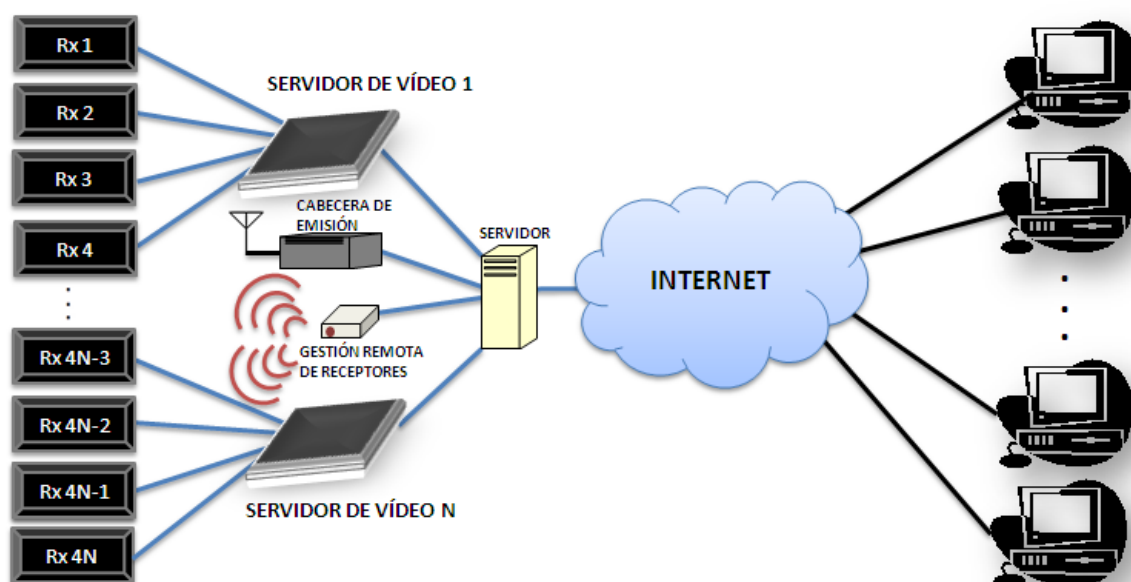 Rx 1
Rx 2
Rx 3
Rx 4
Rx 4N-3
Rx 4N-2
Rx 4N-1
Rx 4N
SERVIDOR DE VÍDEO 1
CABECERA DE
EMISIÓN
SERVIDOR
GESTIÓN REMOTA
DE RECEPTORES
SERVIDOR DE VÍDEO N
INTERNET